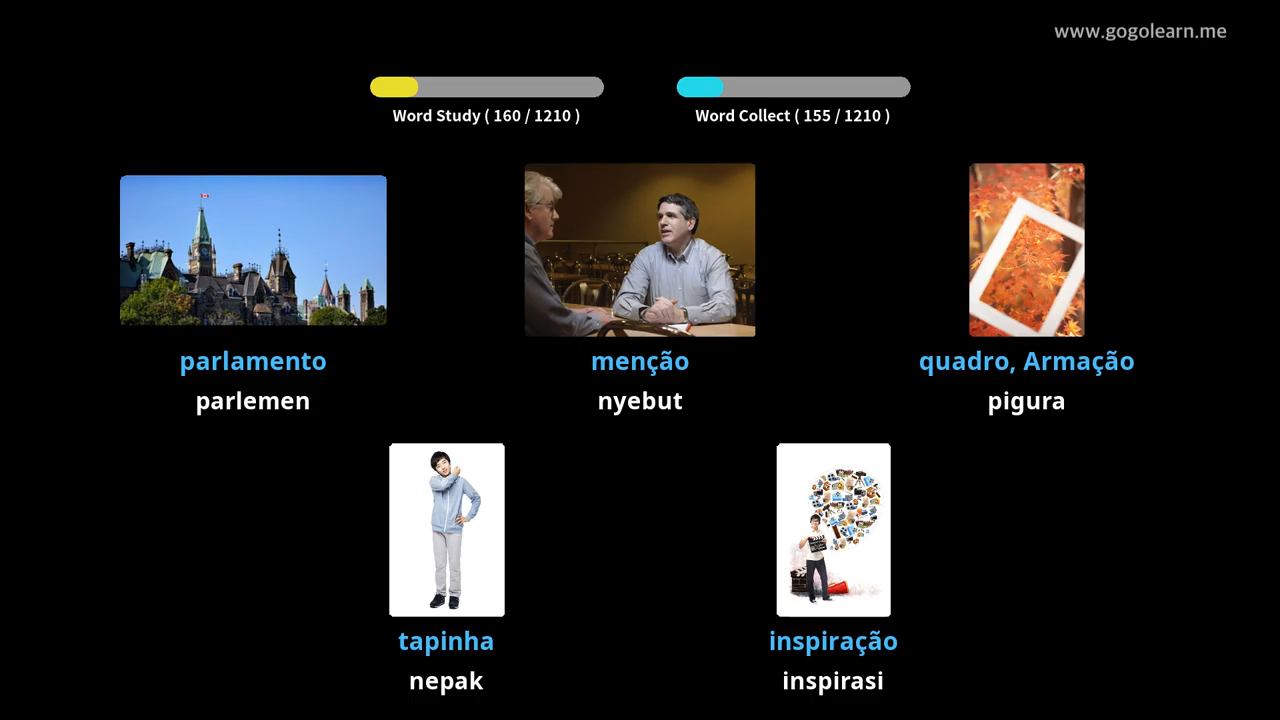 www.gogolearn.me
Word Study ( 160 / 1210 )
Word Collect ( 155 / 1210 )
parlamento
parlemen
menção
nyebut
quadro, Armação
pigura
tapinha
nepak
inspiração
inspirasi